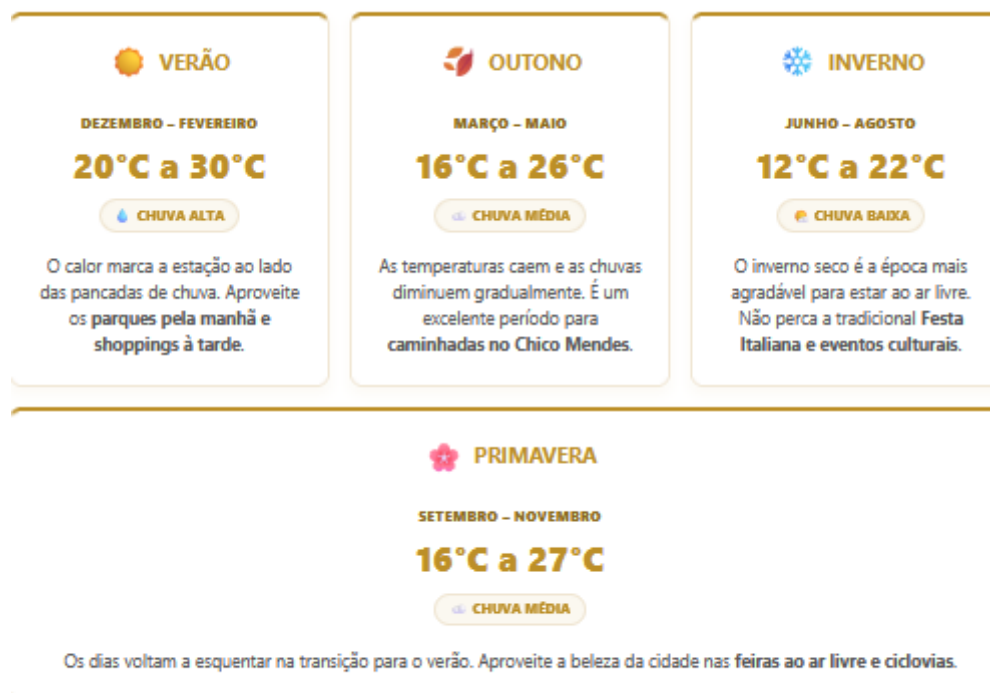 VERÃO
DEZEMBRO – FEVEREIRO
20°C a 30°C
CHUVA ALTA
O calor marca a estação ao lado
das pancadas de chuva. Aproveite
os parques pela manhã e
shoppings à tarde.
OUTONO
MARÇO – MAIO
16°C a 26°C
CHUVA MÉDIA
As temperaturas caem e as chuvas
diminuem gradualmente. É um
excelente período para
caminhadas no Chico Mendes.
INVERNO
JUNHO – AGOSTO
12°C a 22°C
CHUVA BAIXA
O inverno seco é a época mais
agradável para estar ao ar livre.
Não perca a tradicional Festa
Italiana e eventos culturais.
PRIMAVERA
SETEMBRO – NOVEMBRO
16°C a 27°C
CHUVA MÉDIA
Os dias voltam a esquentar na transição para o verão. Aproveite a beleza da cidade nas feiras ao ar livre e ciclovias.